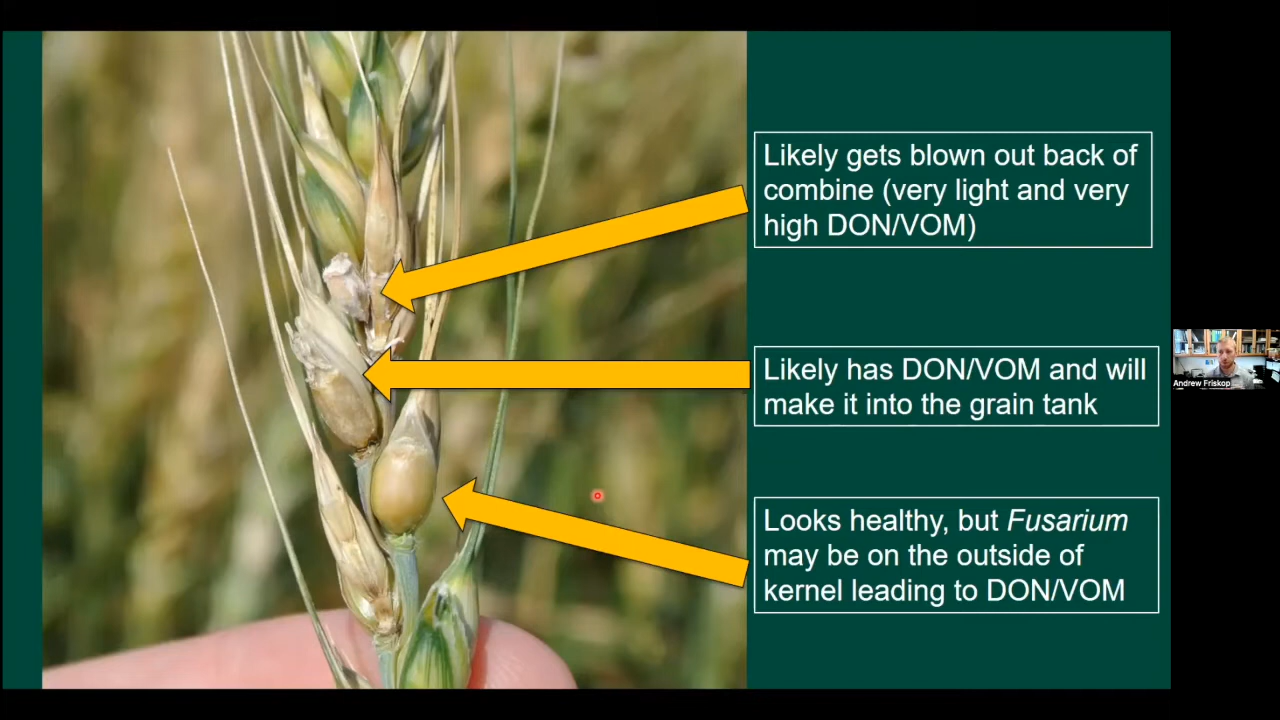 Likely gets blown out back of
combine (very light and very
high DON/VOM)
Likely has DON/VOM and will
make it into the grain tank
Looks healthy, but Fusarium
may be on the outside of
kernel leading to DON/VOM
Andrew Friskop